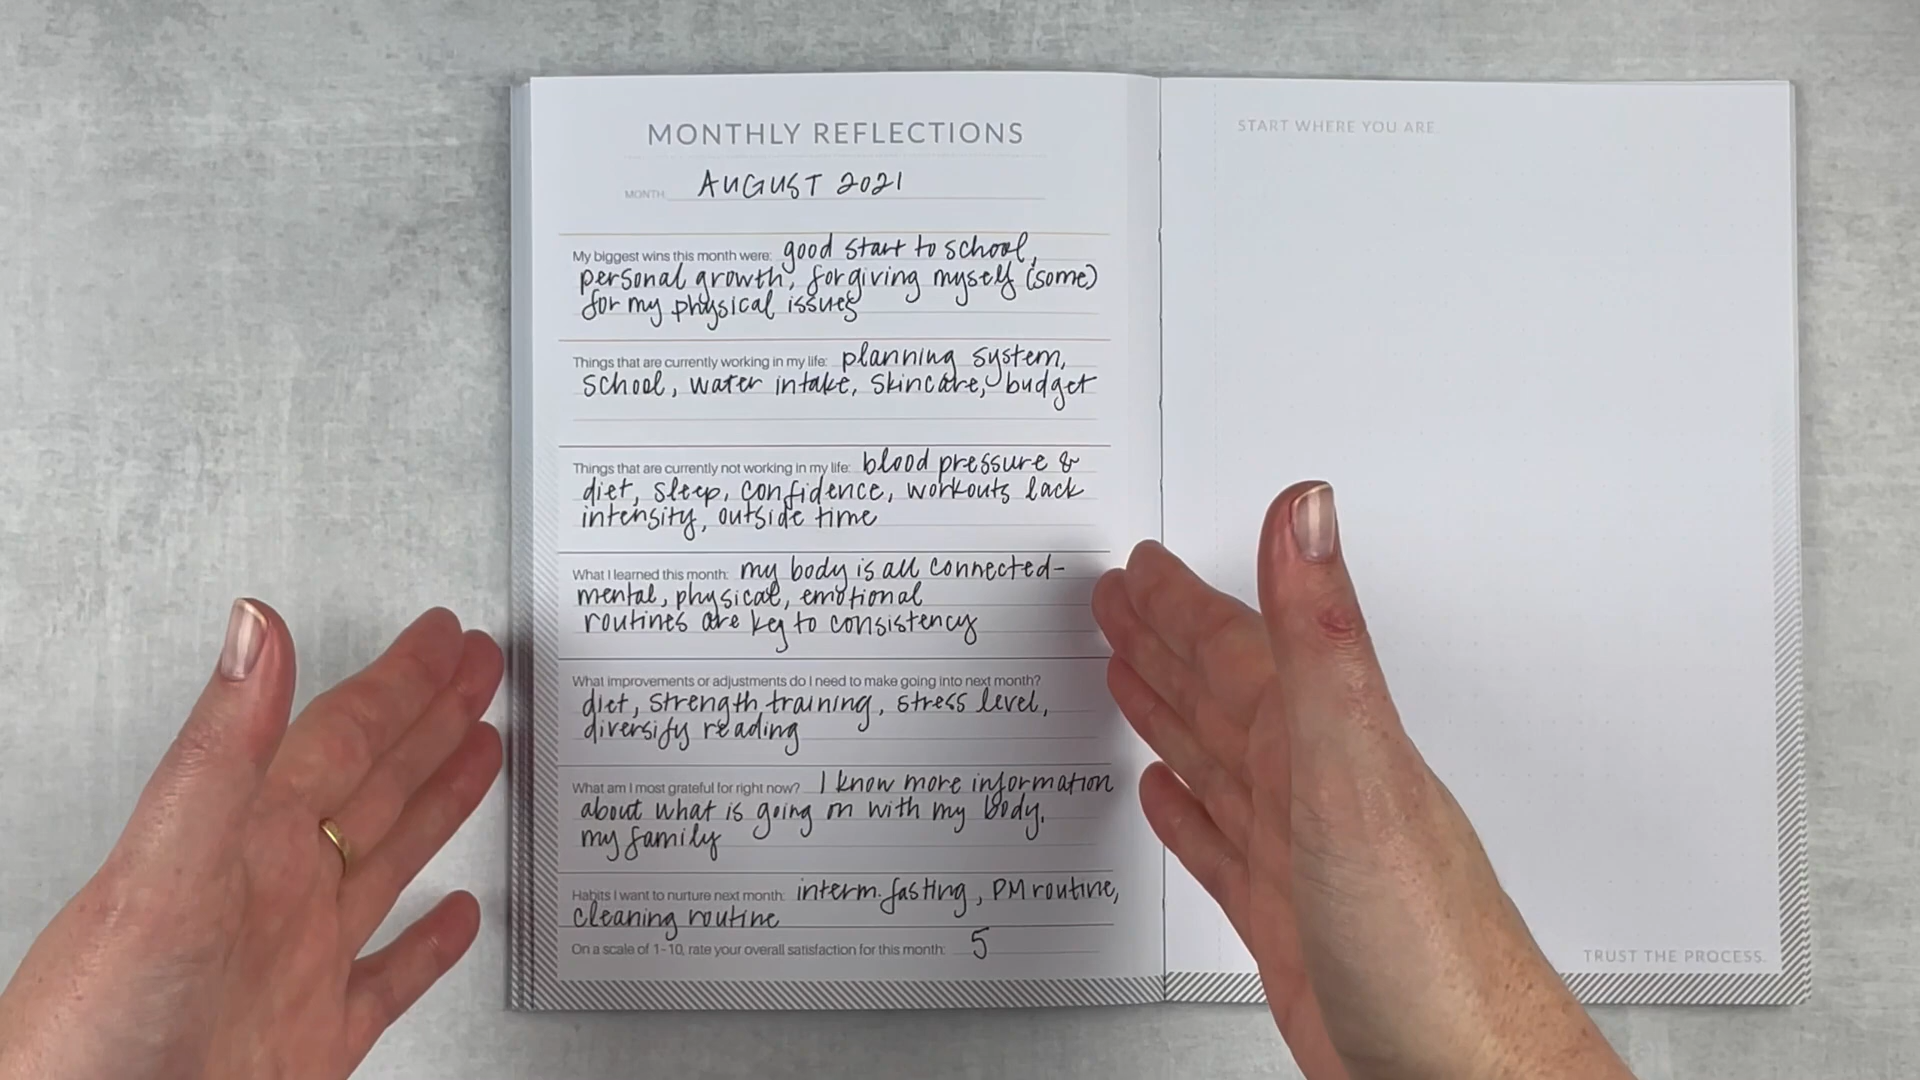 MONTHLY REFLECTIONS
MONTH AUGUST 2021
My biggest wins this month were: good start to school,
personal growth, forgiving myself (some)
for my physical issues
Things that are currently working in my life: planning system,
school, water intake, skincare, budget
Things that are currently not working in my life: blood pressure &
diet, sleep, confidence, workouts lack
intensity, outside time
What I learned this month: my body is all connected-
mental, physical, emotional
routines are key to consistency
What improvements or adjustments do I need to make going into next month?
diet, strength training, stress level,
diversify reading
What am I most grateful for right now? I know more information
about what is going on with my body,
my family
Habits I want to nurture next month: interm. fasting, PM routine,
cleaning routine
On a scale of 1-10, rate your overall satisfaction for this month: 5
START WHERE YOU ARE.
TRUST THE PROCESS.